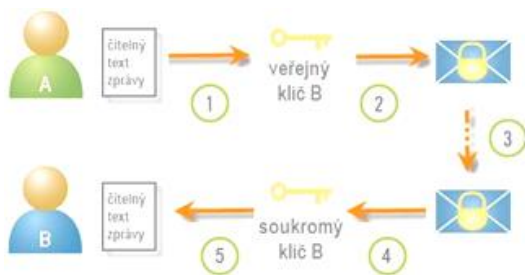 A
čitelný
text
zprávy
1
veřejný
klíč B
2
3
B
čitelný
text
zprávy
5
soukromý
klíč B
4